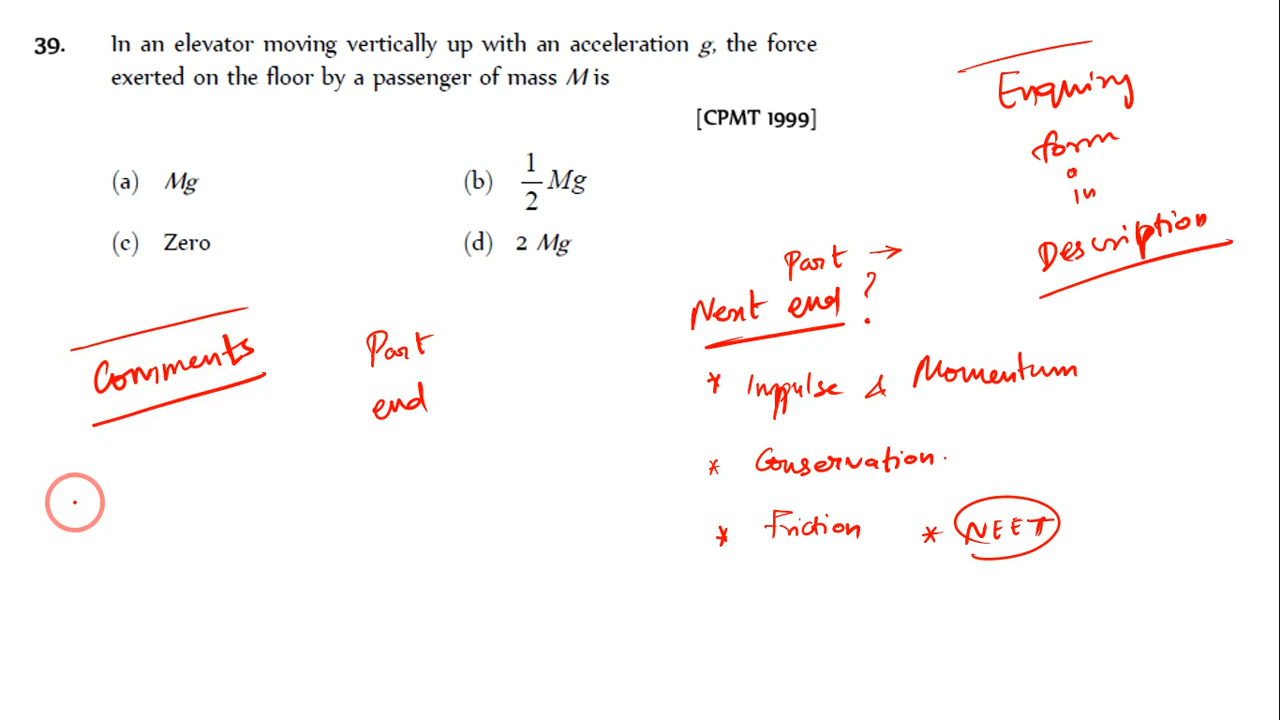 39. In an elevator moving vertically up with an acceleration g, the force
exerted on the floor by a passenger of mass M is
[CPMT 1999]
(a) Mg (b) 1/2 Mg
(c) Zero (d) 2 Mg
Enquiry
form
in
Description
Part →
Next end?
* Impulse & Momentum
* Conservation.
* Friction * NEET
Comments
Part
end